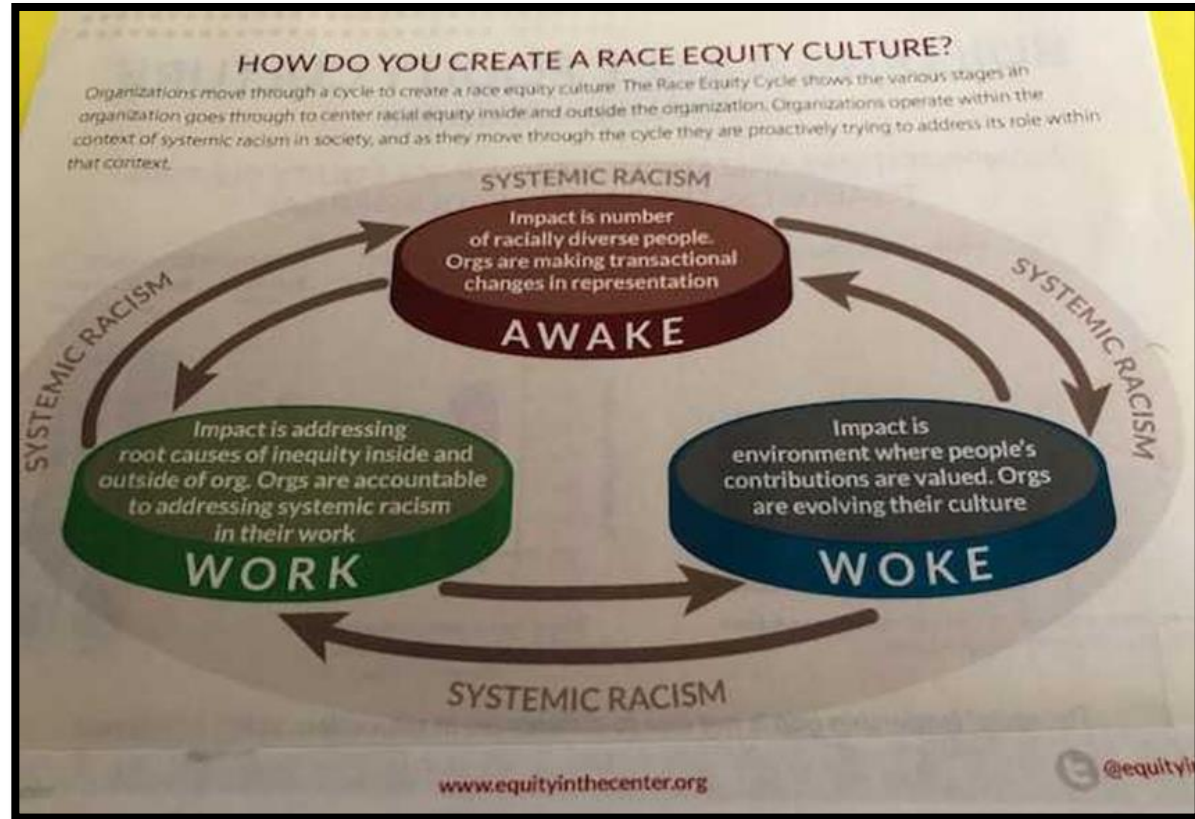 HOW DO YOU CREATE A RACE EQUITY CULTURE?
Organizations move through a cycle to create a race equity culture. The Race Equity Cycle shows the various stages an
organization goes through to center racial equity inside and outside the organization. Organizations operate within the
context of systemic racism in society, and as they move through the cycle they are proactively trying to address its role within
that context.
SYSTEMIC RACISM
Impact is number
of racially diverse people.
Orgs are making transactional
changes in representation
AWAKE
SYSTEMIC RACISM
SYSTEMIC RACISM
Impact is addressing
root causes of inequity inside and
outside of org. Orgs are accountable
to addressing systemic racism
in their work
WORK
Impact is
environment where people's
contributions are valued. Orgs
are evolving their culture
WOKE
SYSTEMIC RACISM
www.equityinthecenter.org
@equityi